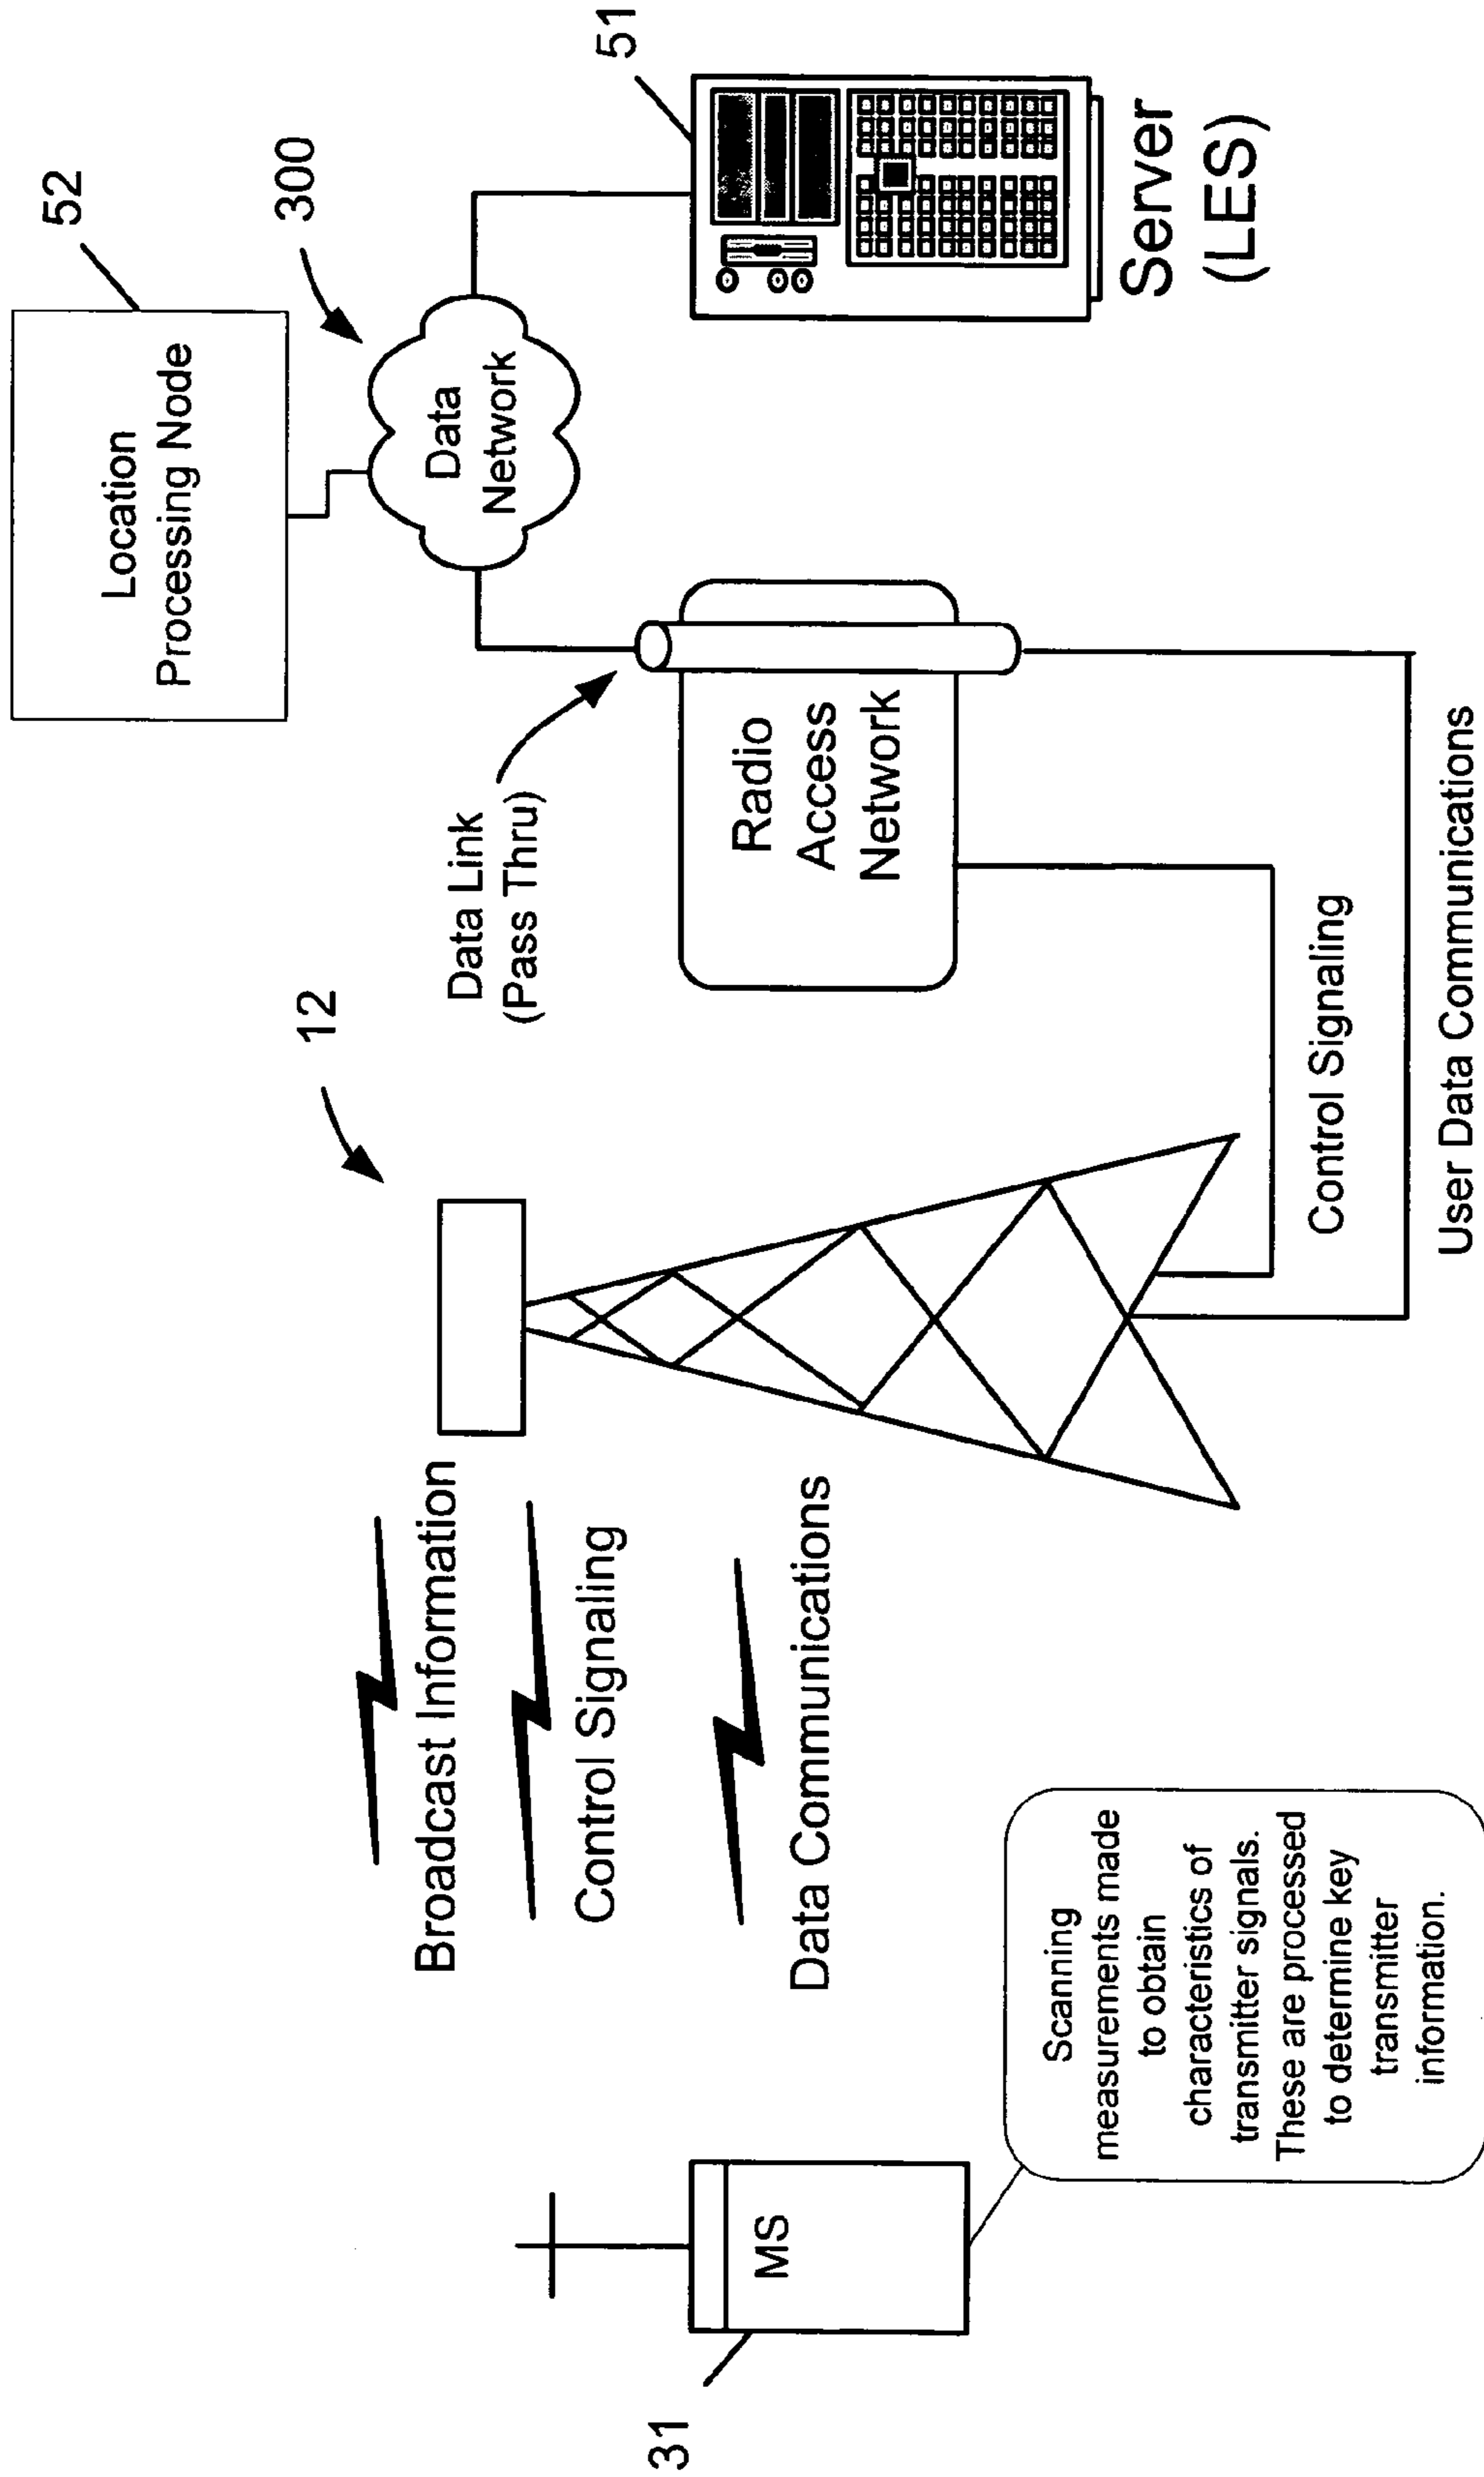 52
Location
Processing Node
300
Data
Network
51
Server
(LES)
Data Link
(Pass Thru)
Radio
Access
Network
12
Control Signaling
User Data Communications
Broadcast Information
Control Signaling
Data Communications
31
MS
Scanning
measurements made
to obtain
characteristics of
transmitter signals.
These are processed
to determine key
transmitter
information.